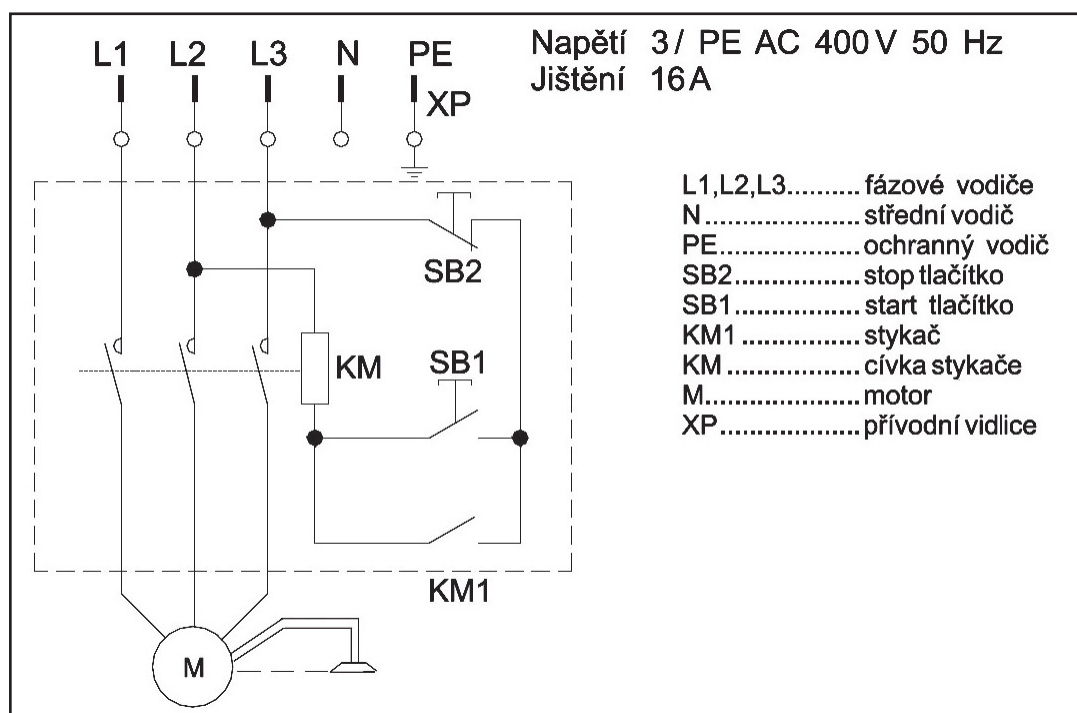 L1 L2 L3 N PE
XP
Napětí 3/ PE AC 400V 50 Hz
Jištění 16A
L1,L2,L3.......... fázové vodiče
N..................... střední vodič
PE.................... ochranný vodič
SB2.................. stop tlačítko
SB1.................. start tlačítko
KM1 ................. stykač
KM ................... cívka stykače
M...................... motor
XP.................... přívodní vidlice
SB2
KM
SB1
KM1
M